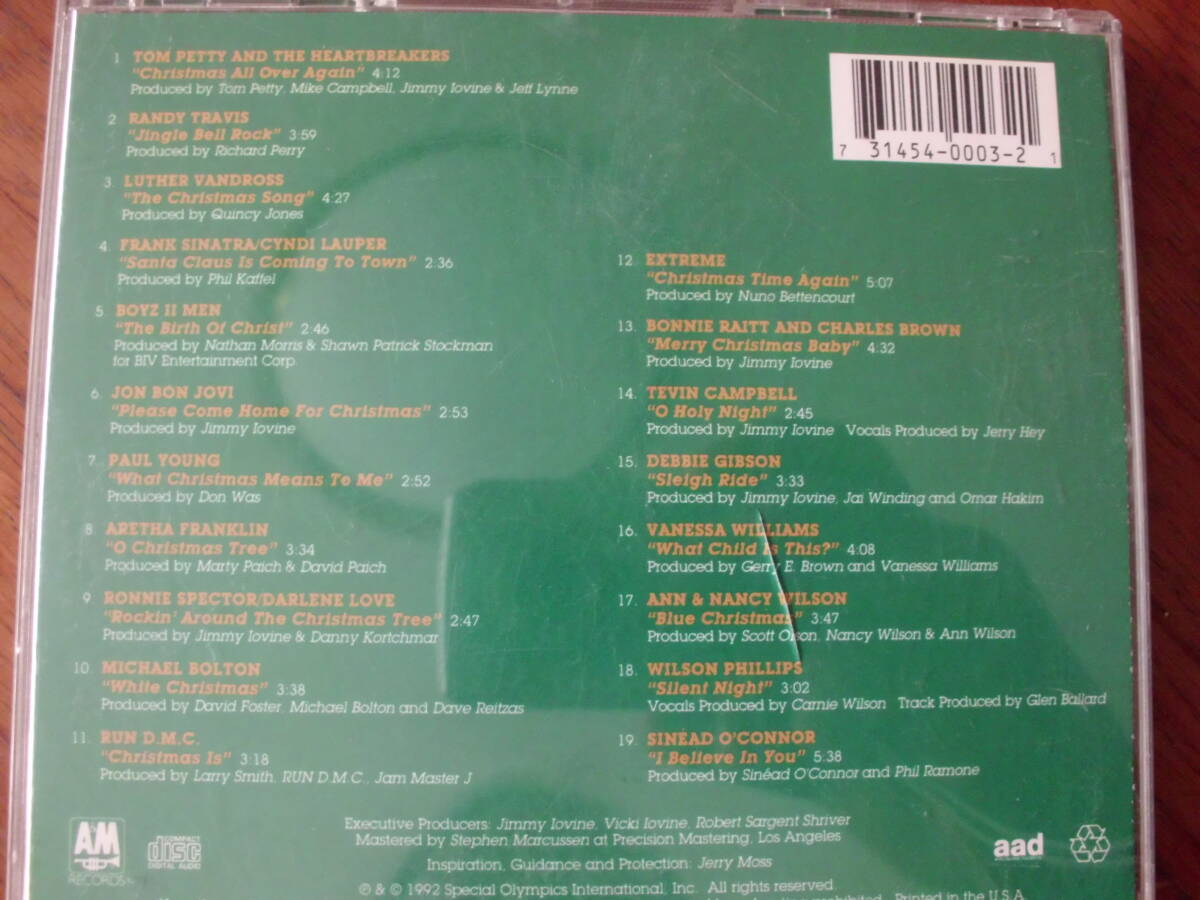 1 TOM PETTY AND THE HEARTBREAKERS
"Christmas All Over Again" 4:12
Produced by Tom Petty, Mike Campbell, Jimmy Iovine & Jeff Lynne
2 RANDY TRAVIS
"Jingle Bell Rock" 3:59
Produced by Richard Perry
3 LUTHER VANDROSS
"The Christmas Song" 4:27
Produced by Quincy Jones
4. FRANK SINATRA/CYNDI LAUPER
"Santa Claus Is Coming To Town" 2:36
Produced by Phil Kaffel
5 BOYZ II MEN
"The Birth Of Christ" 2:46
Produced by Nathan Morris & Shawn Patrick Stockman
for BIV Entertainment Corp.
6. JON BON JOVI
"Please Come Home For Christmas" 2:53
Produced by Jimmy Iovine
7 PAUL YOUNG
"What Christmas Means To Me" 2:52
Produced by Don Was
8 ARETHA FRANKLIN
"O Christmas Tree" 3:34
Produced by Marty Paich & David Paich
9. RONNIE SPECTOR/DARLENE LOVE
"Rockin' Around The Christmas Tree" 2:47
Produced by Jimmy Iovine & Danny Kortchmar
10. MICHAEL BOLTON
"White Christmas" 3:38
Produced by David Foster, Michael Bolton and Dave Reitzas
11. RUN D.M.C.
"Christmas Is" 3:18
Produced by Larry Smith, RUN D.M.C., Jam Master J
7 31454-0003-2 1
12. EXTREME
"Christmas Time Again" 5:07
Produced by Nuno Bettencourt
13. BONNIE RAITT AND CHARLES BROWN
"Merry Christmas Baby" 4:32
Produced by Jimmy Iovine
14. TEVIN CAMPBELL
"O Holy Night" 2:45
Produced by Jimmy Iovine Vocals Produced by Jerry Hey
15. DEBBIE GIBSON
"Sleigh Ride" 3:33
Produced by Jimmy Iovine, Jai Winding and Omar Hakim
16. VANESSA WILLIAMS
"What Child Is This?" 4:08
Produced by Gerry E. Brown and Vanessa Williams
17. ANN & NANCY WILSON
"Blue Christmas" 3:47
Produced by Scott Olson, Nancy Wilson & Ann Wilson
18. WILSON PHILLIPS
"Silent Night" 3:02
Vocals Produced by Carnie Wilson Track Produced by Glen Ballard
19. SINÉAD O'CONNOR
"I Believe In You" 5:38
Produced by Sinéad O'Connor and Phil Ramone
Executive Producers: Jimmy Iovine, Vicki Iovine, Robert Sargent Shriver
Mastered by Stephen Marcussen at Precision Mastering, Los Angeles
Inspiration, Guidance and Protection: Jerry Moss
℗ & © 1992 Special Olympics International, Inc. All rights reserved.
prohibited. Printed in the U.S.A.
A&M
RECORDS
COMPACT
disc
DIGITAL AUDIO
aad